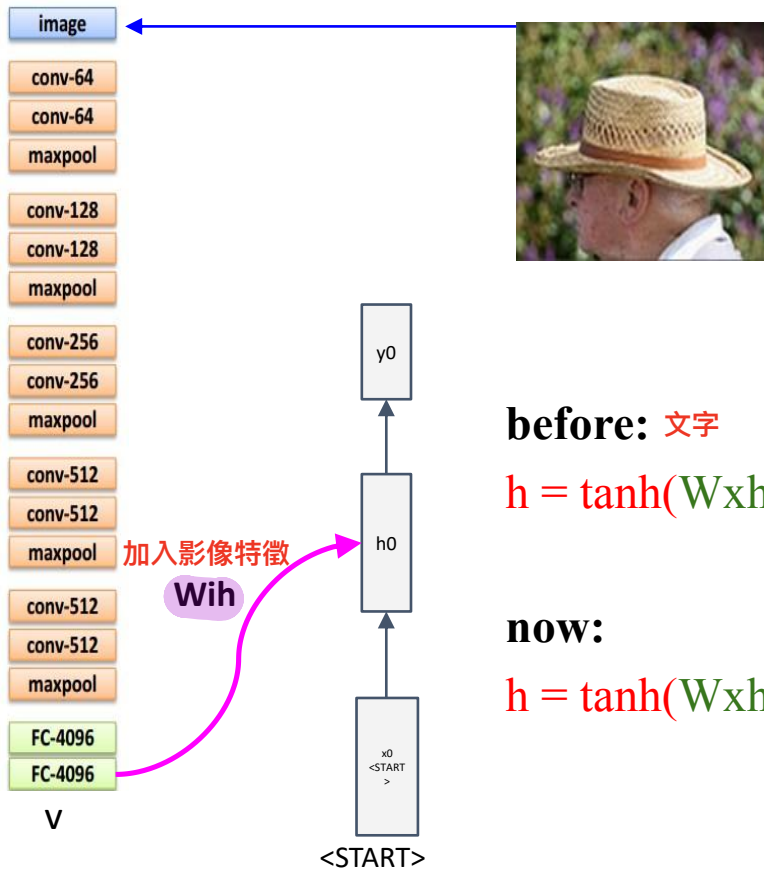 image
conv-64
conv-64
maxpool
conv-128
conv-128
maxpool
conv-256
conv-256
maxpool
conv-512
conv-512
maxpool
conv-512
conv-512
maxpool
FC-4096
FC-4096
v
加入影像特徵
Wih
y0
h0
x0
<START
>
<START>
before: 文字
h = tanh(Wxh
now:
h = tanh(Wxh